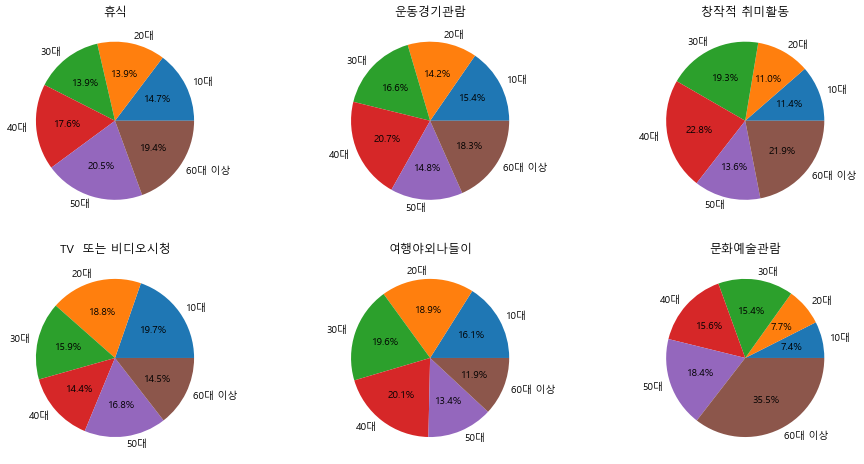 휴식
10대
20대
30대
40대
50대
60대 이상
14.7%
13.9%
13.9%
17.6%
20.5%
19.4%
운동경기관람
10대
20대
30대
40대
50대
60대 이상
15.4%
14.2%
16.6%
20.7%
14.8%
18.3%
창작적 취미활동
10대
20대
30대
40대
50대
60대 이상
11.4%
11.0%
19.3%
22.8%
13.6%
21.9%
TV 또는 비디오시청
10대
20대
30대
40대
50대
60대 이상
19.7%
18.8%
15.9%
14.4%
16.8%
14.5%
여행야외나들이
10대
20대
30대
40대
50대
60대 이상
16.1%
18.9%
19.6%
20.1%
13.4%
11.9%
문화예술관람
10대
20대
30대
40대
50대
60대 이상
7.4%
7.7%
15.4%
15.6%
18.4%
35.5%